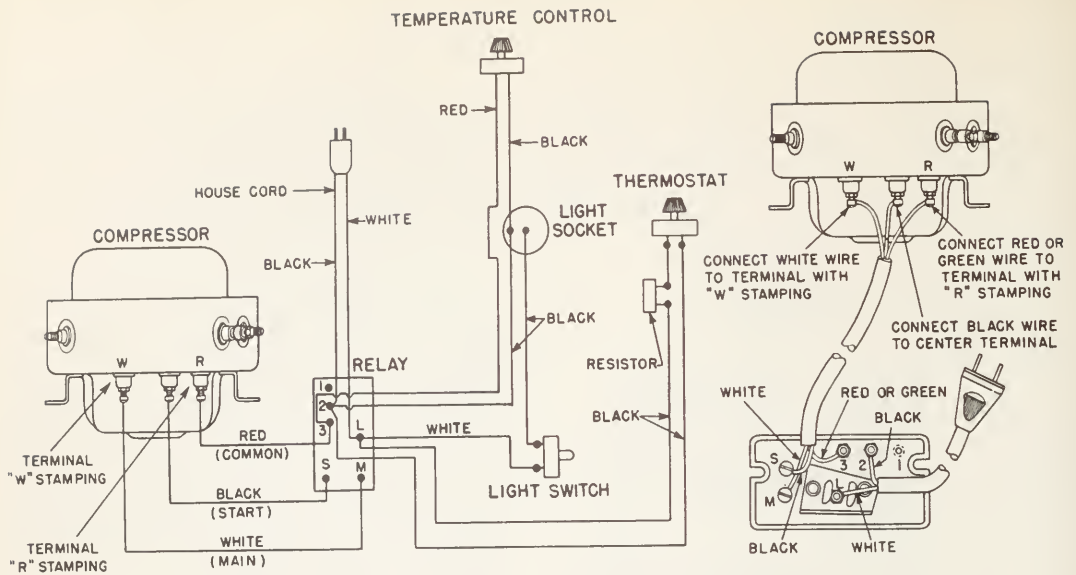 TEMPERATURE CONTROL
RED
BLACK
HOUSE CORD
WHITE
BLACK
LIGHT
SOCKET
BLACK
THERMOSTAT
RESISTOR
BLACK
COMPRESSOR
W
R
TERMINAL
"W" STAMPING
TERMINAL
"R" STAMPING
RED
(COMMON)
BLACK
(START)
WHITE
(MAIN)
RELAY
1
2
3
L
S
M
WHITE
LIGHT SWITCH
COMPRESSOR
W
R
CONNECT WHITE WIRE
TO TERMINAL WITH
"W" STAMPING
CONNECT RED OR
GREEN WIRE TO
TERMINAL WITH
"R" STAMPING
CONNECT BLACK WIRE
TO CENTER TERMINAL
WHITE
RED OR GREEN
BLACK
S
3
2
1
M
L
BLACK
WHITE